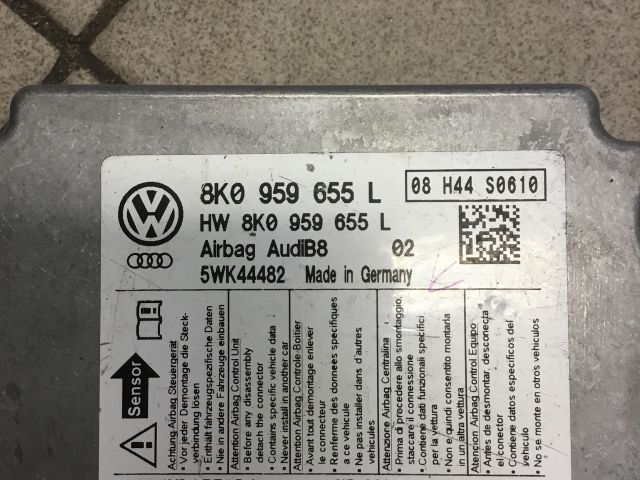 8K0 959 655 L
08 H44 S0610
HW 8K0 959 655 L
Airbag AudiB8 02
5WK44482 Made in Germany
Sensor
Achtung Airbag Steuergerät
• Vor jeder Demontage die Steck-
verbindung lösen
• Enthält fahrzeugspezifische Daten
• Nie in andere Fahrzeuge einbauen
Attention Airbag Control Unit
• Before any disassembly
detach the connector
• Contains specific vehicle data
• Never install in another car
Attention Airbag Controle-Boitier
• Avant tout demontage enlever
le connecteur
• Renferme des donnees specifiques
a ce vehicule
• Ne pas installer dans d'autres
vehicules
Attenzione Airbag Centralina
• Prima di procedere allo smontaggio,
staccare il connessione
• Contiene dati funzionali specifici
per la vettura
• Non e quindi consentito montarla
in un altra vettura
Atencion Airbag Control Equipo
• Antes de desmontar, desconecta
el conector
• Contiene datos especificos del
vehiculo
• No se monte en otros vehiculos